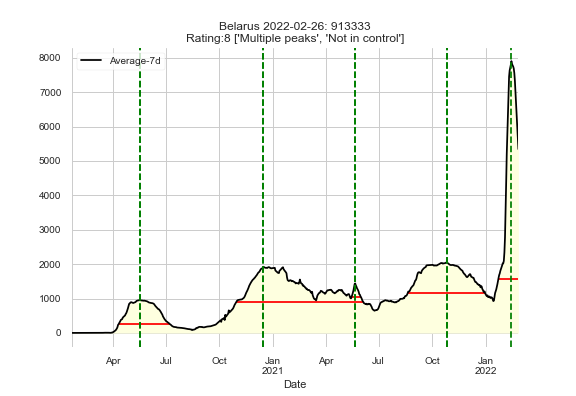 Belarus 2022-02-26: 913333
Rating:8 ['Multiple peaks', 'Not in control']
Average-7d
8000
7000
6000
5000
4000
3000
2000
1000
0
Apr Jul Oct Jan Apr Jul Oct Jan
2021 2022
Date